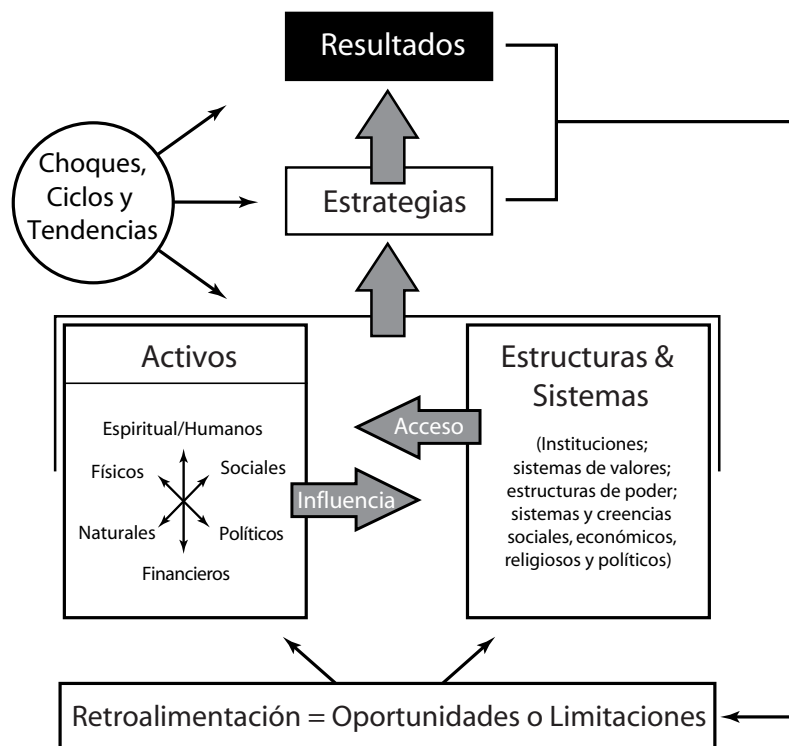 Resultados
Choques,
Ciclos y
Tendencias
Estrategias
Activos
Espiritual/Humanos
Físicos
Sociales
Naturales
Políticos
Financieros
Acceso
Influencia
Estructuras &
Sistemas
(Instituciones;
sistemas de valores;
estructuras de poder;
sistemas y creencias
sociales, económicos,
religiosos y políticos)
Retroalimentación = Oportunidades o Limitaciones